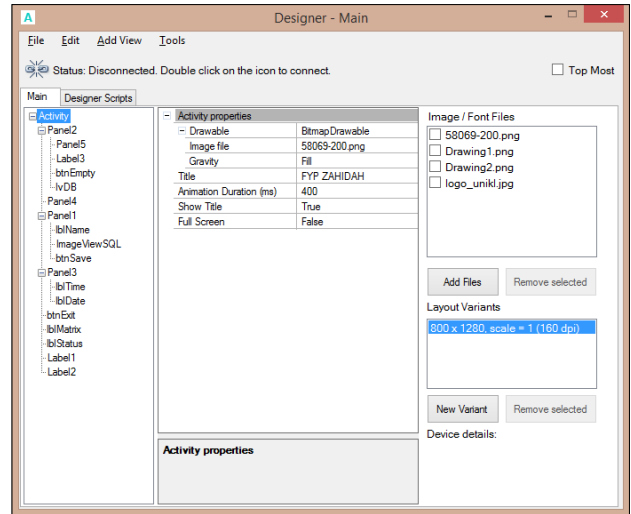 A Designer - Main
File Edit Add View Tools
Status: Disconnected. Double click on the icon to connect.
Top Most
Main Designer Scripts
Activity
Panel2
Panel5
Label3
btnEmpty
lvDB
Panel4
Panel1
lblName
ImageViewSQL
btnSave
Panel3
lblTime
lblDate
btnExit
lblMatrix
lblStatus
Label1
Label2
Activity properties
Drawable BitmapDrawable
Image file 58069-200.png
Gravity Fill
Title FYP ZAHIDAH
Animation Duration (ms) 400
Show Title True
Full Screen False
Activity properties
Image / Font Files
58069-200.png
Drawing1.png
Drawing2.png
logo_unikl.jpg
Add Files Remove selected
Layout Variants
800 x 1280, scale = 1 (160 dpi)
New Variant Remove selected
Device details: